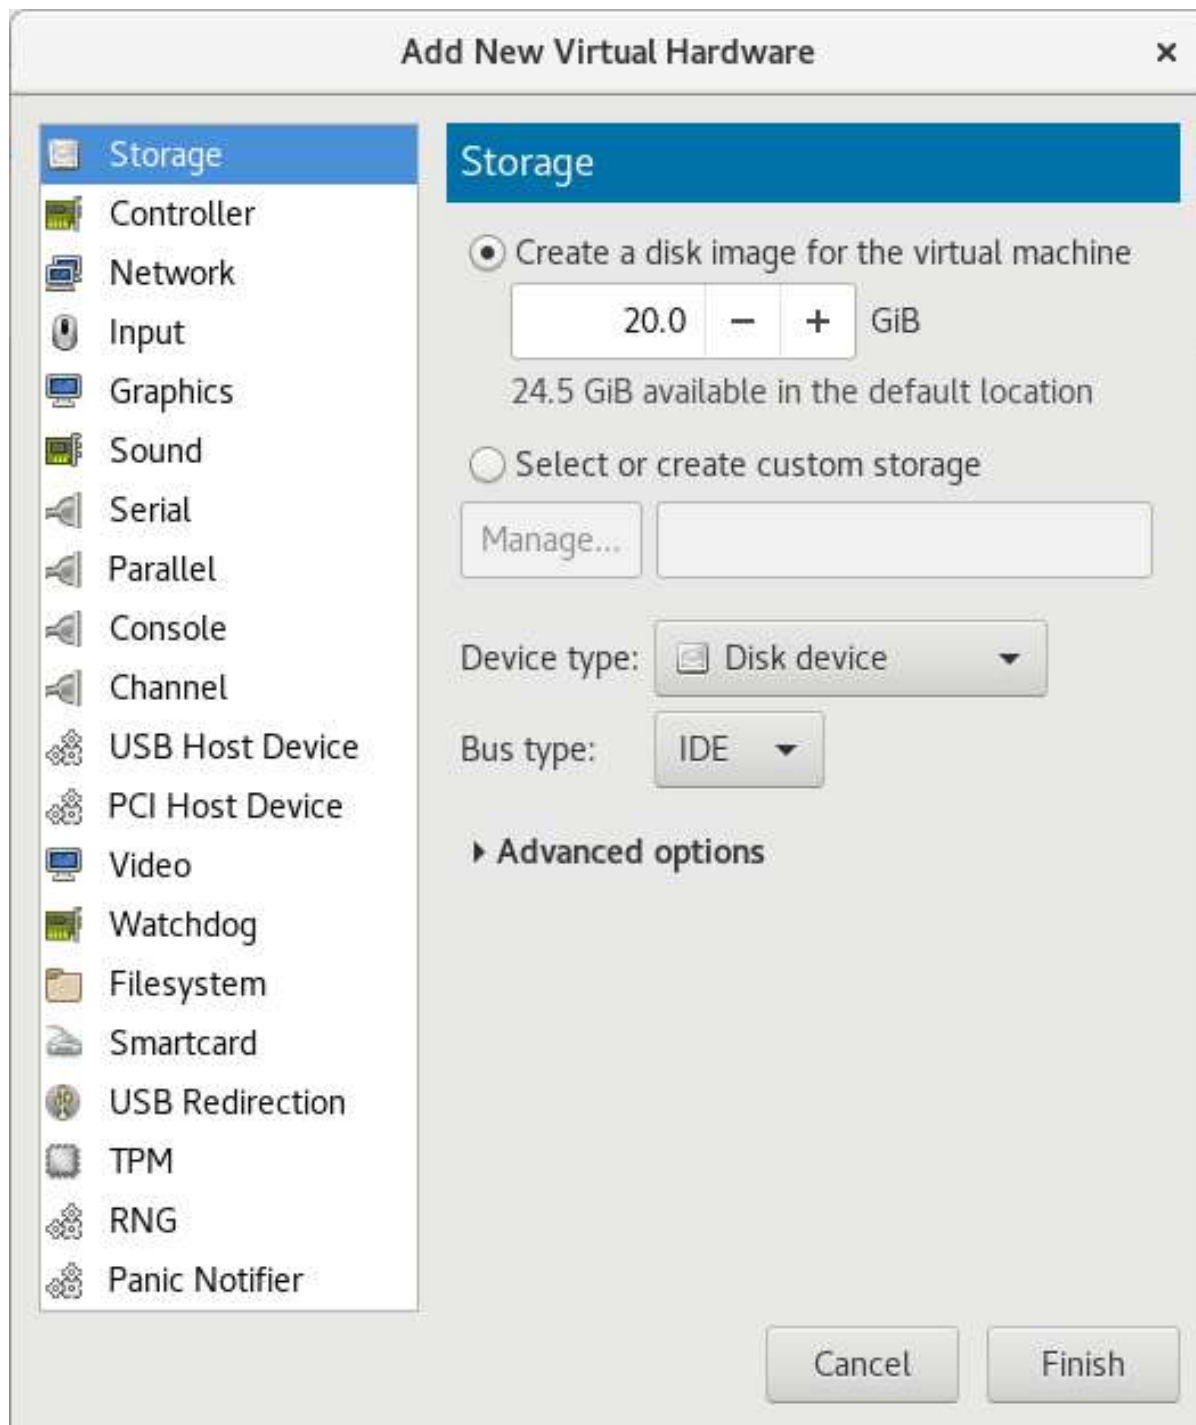 Add New Virtual Hardware ×
Storage
Controller
Network
Input
Graphics
Sound
Serial
Parallel
Console
Channel
USB Host Device
PCI Host Device
Video
Watchdog
Filesystem
Smartcard
USB Redirection
TPM
RNG
Panic Notifier
Storage
Create a disk image for the virtual machine
20.0 − + GiB
24.5 GiB available in the default location
Select or create custom storage
Manage...
Device type: Disk device
Bus type: IDE
Advanced options
Cancel Finish